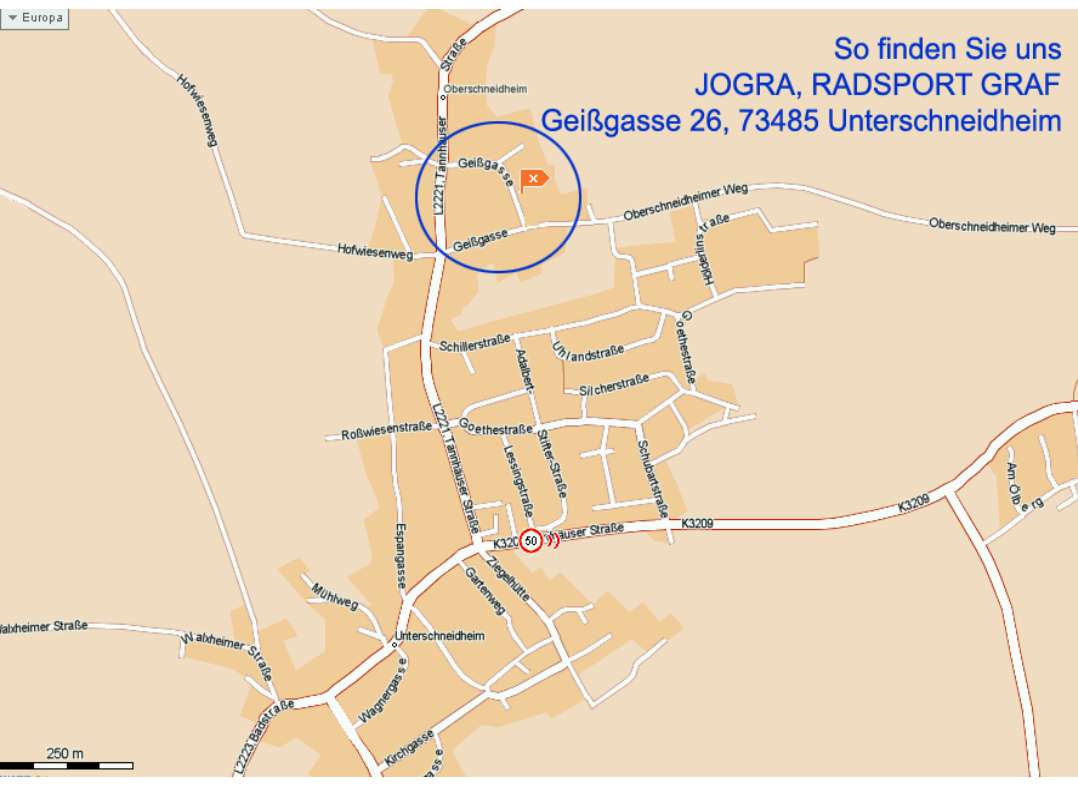 Europa
So finden Sie uns
JOGRA, RADSPORT GRAF
Geißgasse 26, 73485 Unterschneidheim
Straße
Oberschneidheim
Hofwiesenweg
L2221,Tannhäuser
Geißgasse
Oberschneidheimer Weg
Oberschneidheimer Weg
Hölderlinstraße
Geißgasse
Hofwiesenweg
Goethestraße
Schillerstraße
Uhlandstraße
Adalbert-
Silcherstraße
L2221,Tannhäuser Straße
Roßwiesenstraße
Goethestraße
Stifter-Straße
Lessingstraße
Schubartstraße
Am Ölberg
K3209
K3209
50
häuser Straße
Espangasse
Ziegelhütte
Gartenweg
Mühlweg
Walxheimer Straße
Unterschneidheim
Wagnergasse
L2223,Badstraße
Kirchgasse
250 m